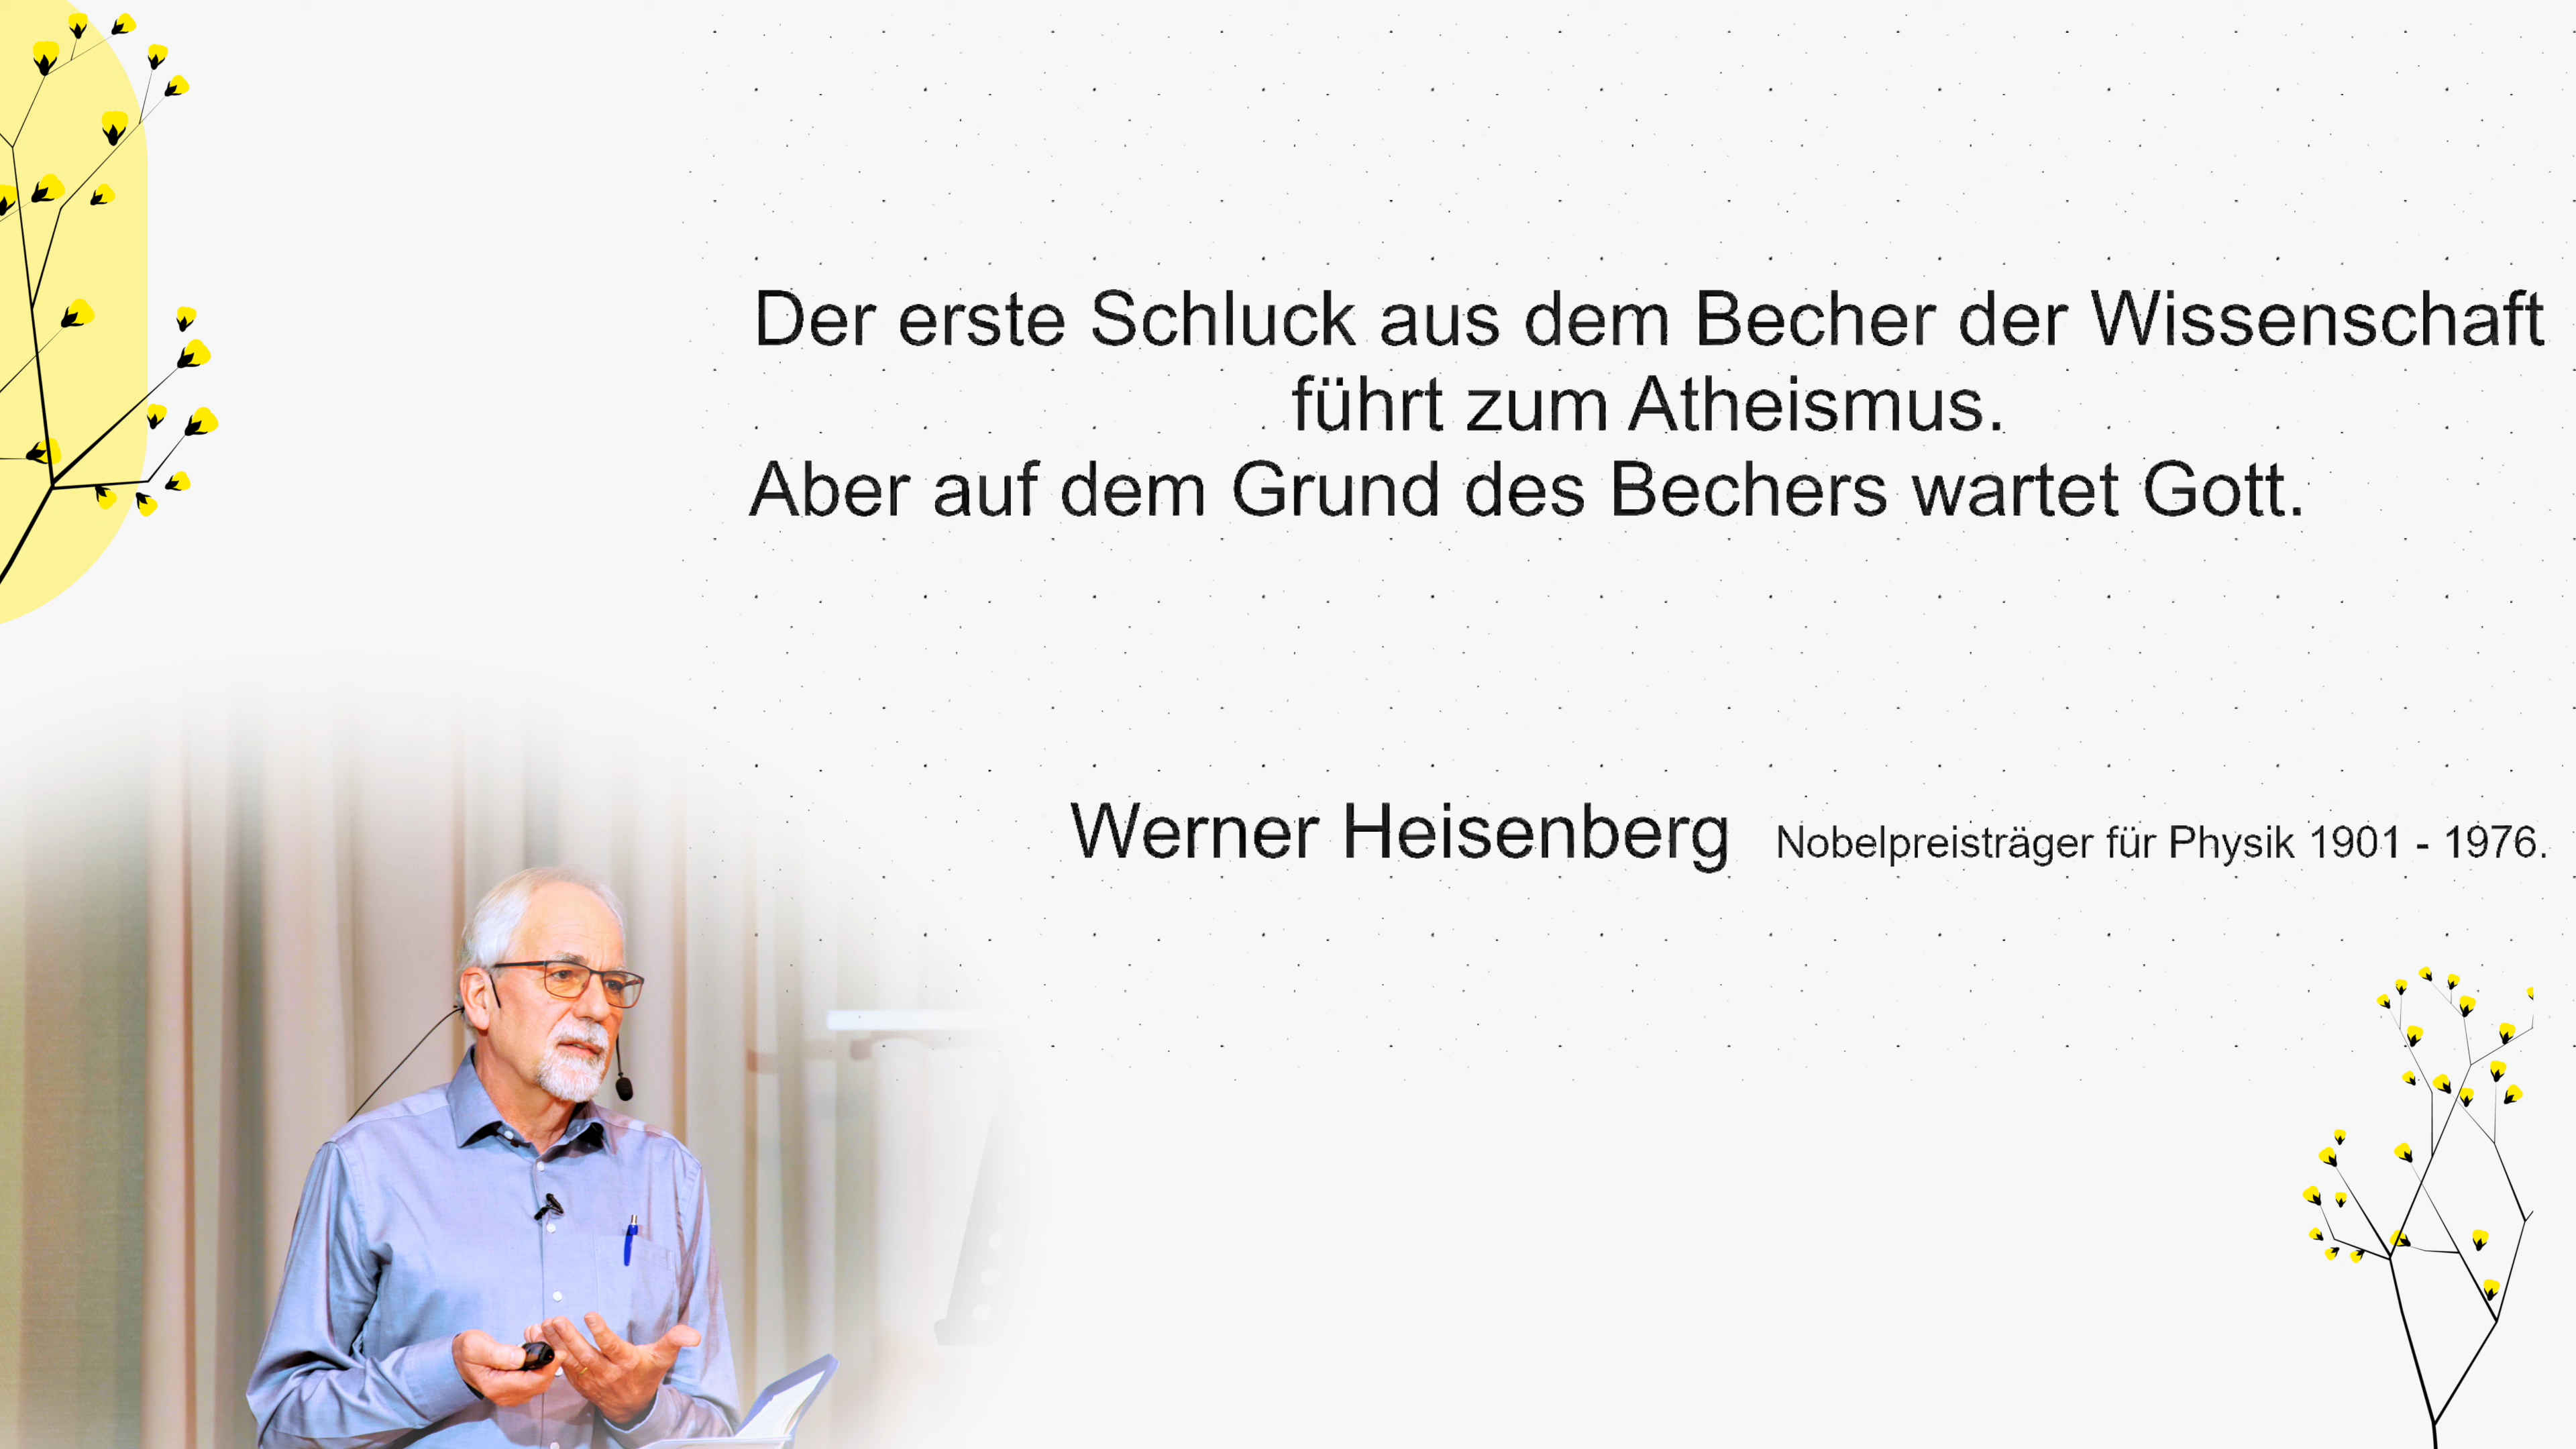 Der erste Schluck aus dem Becher der Wissenschaft
führt zum Atheismus.
Aber auf dem Grund des Bechers wartet Gott.
Werner Heisenberg Nobelpreisträger für Physik 1901 - 1976.